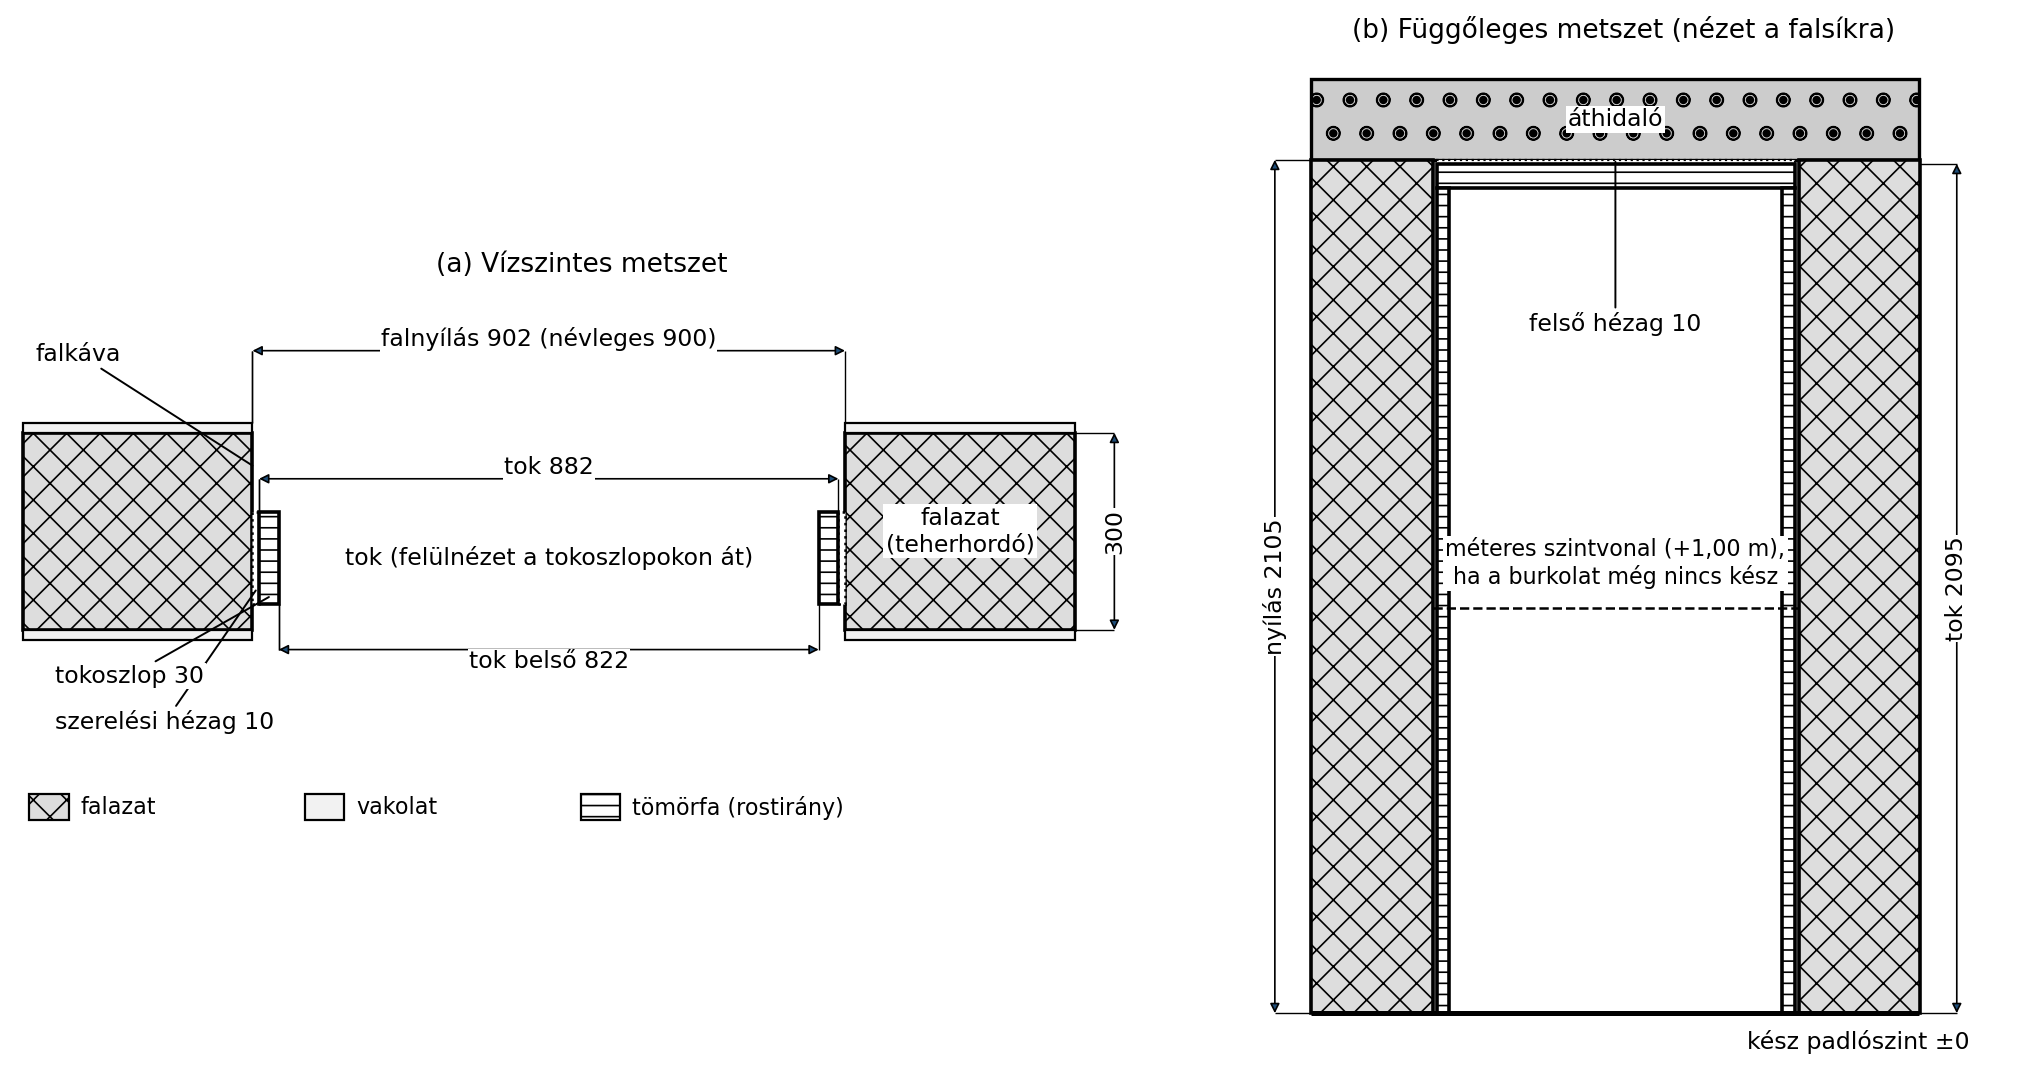 (a) Vízszintes metszet
falnyílás 902 (névleges 900)
falkáva
tok 882
tok (felülnézet a tokoszlopokon át)
falazat
(teherhordó)
300
tok belső 822
tokoszlop 30
szerelési hézag 10
falazat
vakolat
tömörfa (rostirány)
(b) Függőleges metszet (nézet a falsíkra)
áthidaló
felső hézag 10
nyílás 2105
méteres szintvonal (+1,00 m),
ha a burkolat még nincs kész
tok 2095
kész padlószint ±0